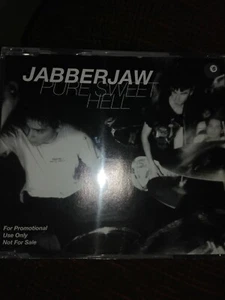 JABBERJAW
PURE SWEET
HELL
For Promotional
Use Only
Not For Sale